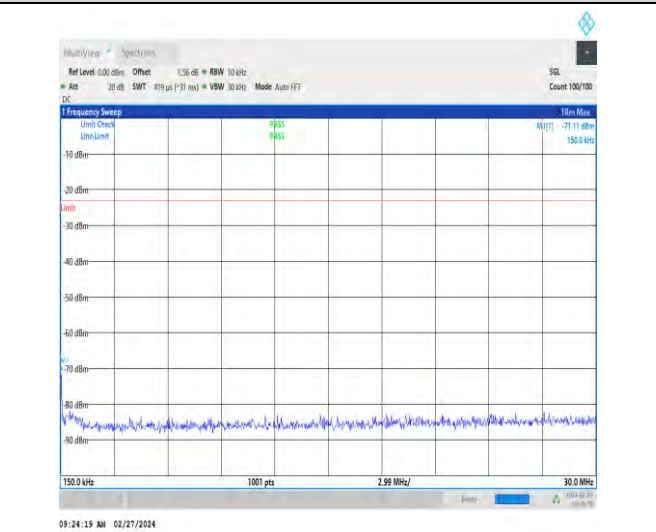 MultiView Spectrum
Ref Level 0.00 dBm Offset 1.56 dB RBW 10 kHz SGL
Att 20 dB SWT 419 µs (~31 ms) VBW 30 kHz Mode Auto FFT Count 100/100
DC
1 Frequency Sweep 1Rm Max
Limit Check PASS M1[1] -71.11 dBm
Line Limit PASS 150.0 kHz
-10 dBm
-20 dBm
Limit
-30 dBm
-40 dBm
-50 dBm
-60 dBm
M1
-70 dBm
-80 dBm
-90 dBm
150.0 kHz 1001 pts 2.99 MHz/ 30.0 MHz
Ready
09:24:19 AM 02/27/2024